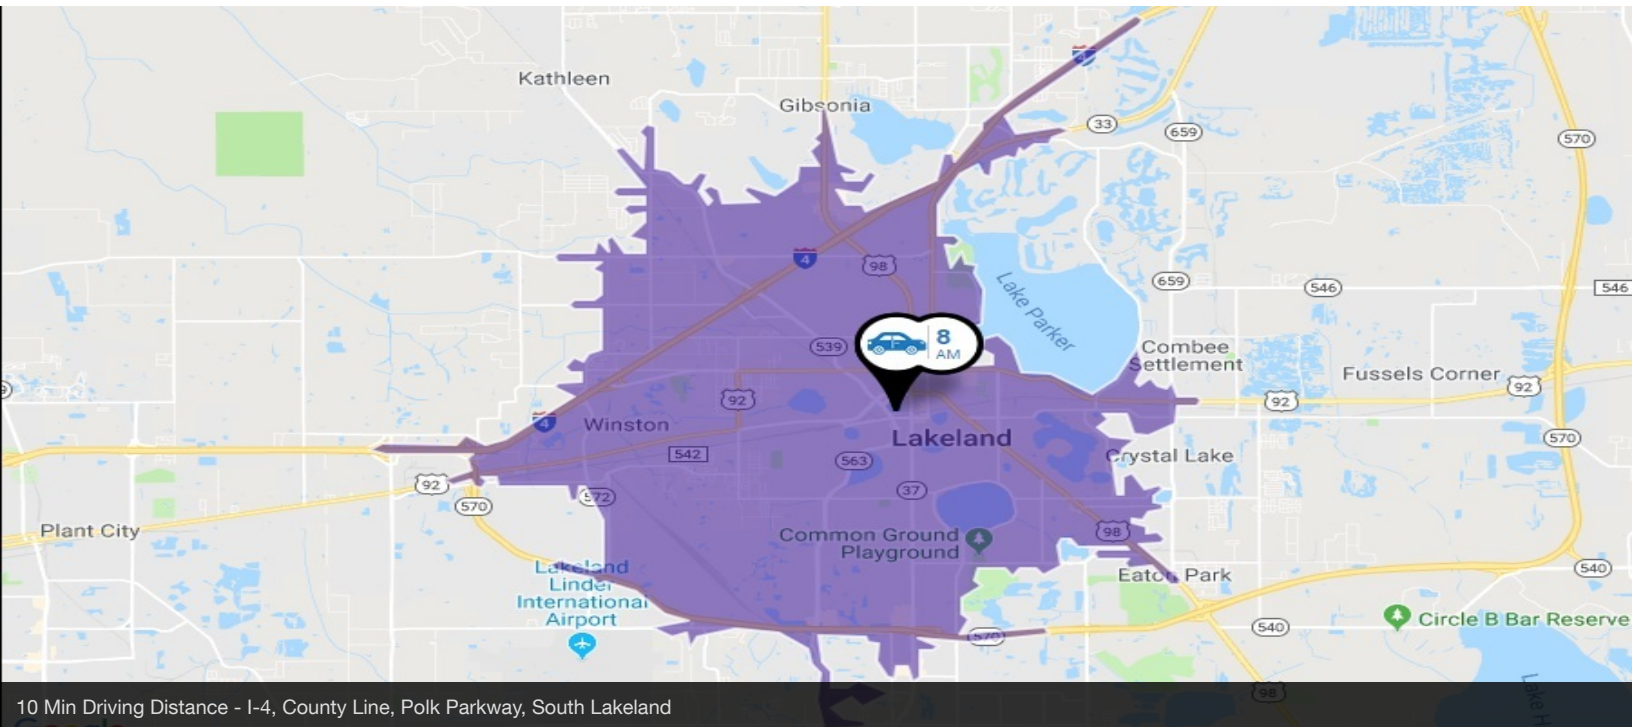 Kathleen
Gibsonia
4
33
659
570
98
4
659
546
546
Lake Parker
8
AM
539
Combee
Settlement
Fussels Corner
92
92
92
4
Winston
Lakeland
570
542
563
Crystal Lake
92
572
37
570
Plant City
98
Common Ground
Playground
Lakeland
Linder
International
Airport
Eaton Park
540
570
540
Circle B Bar Reserve
98
10 Min Driving Distance - I-4, County Line, Polk Parkway, South Lakeland